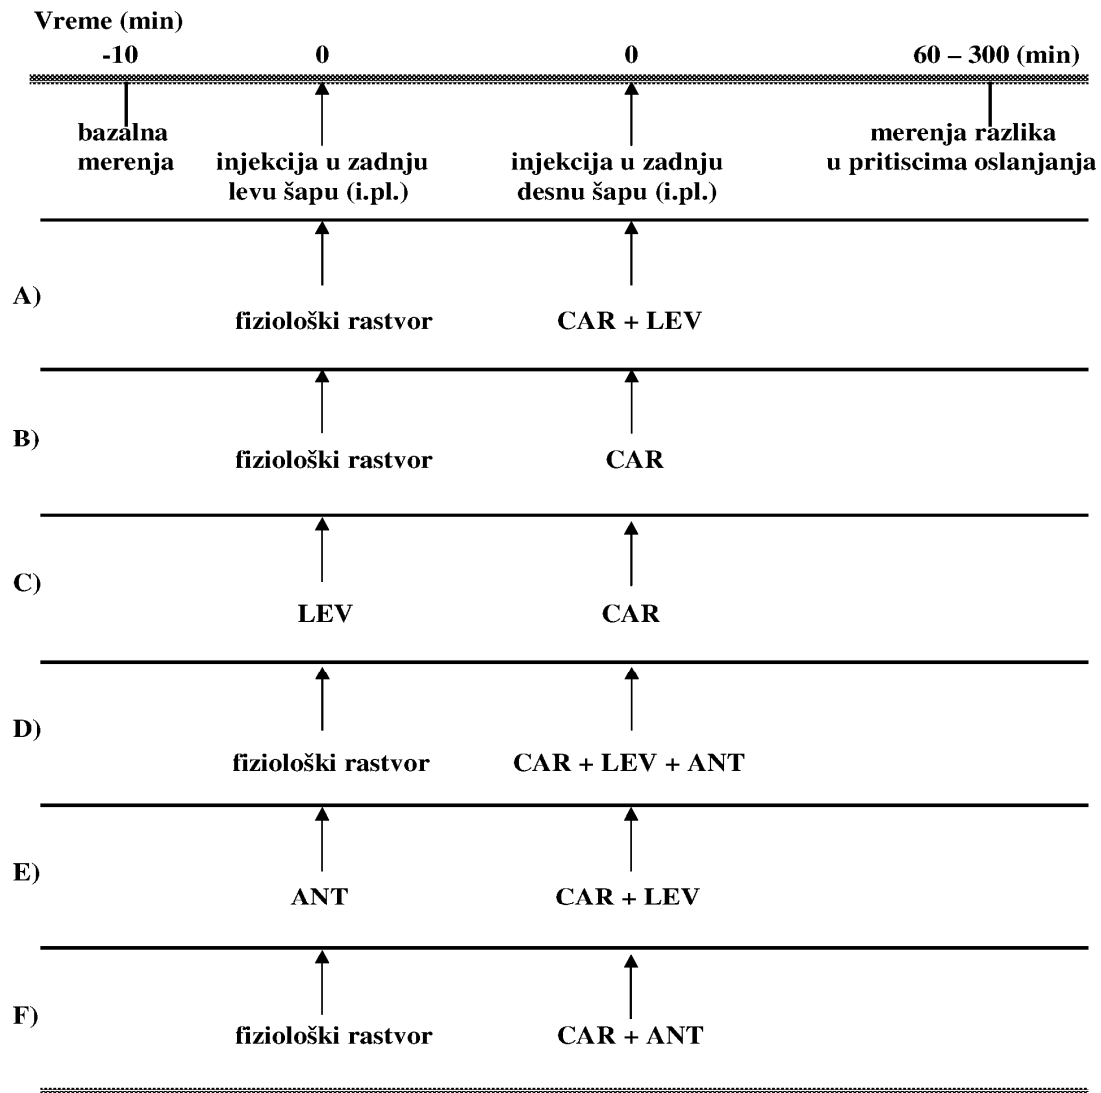 Vreme (min)
-10 0 0 60 – 300 (min)
bazalna
merenja
injekcija u zadnju
levu šapu (i.pl.)
injekcija u zadnju
desnu šapu (i.pl.)
merenja razlika
u pritiscima oslanjanja
A)
fiziološki rastvor CAR + LEV
B)
fiziološki rastvor CAR
C)
LEV CAR
D)
fiziološki rastvor CAR + LEV + ANT
E)
ANT CAR + LEV
F)
fiziološki rastvor CAR + ANT